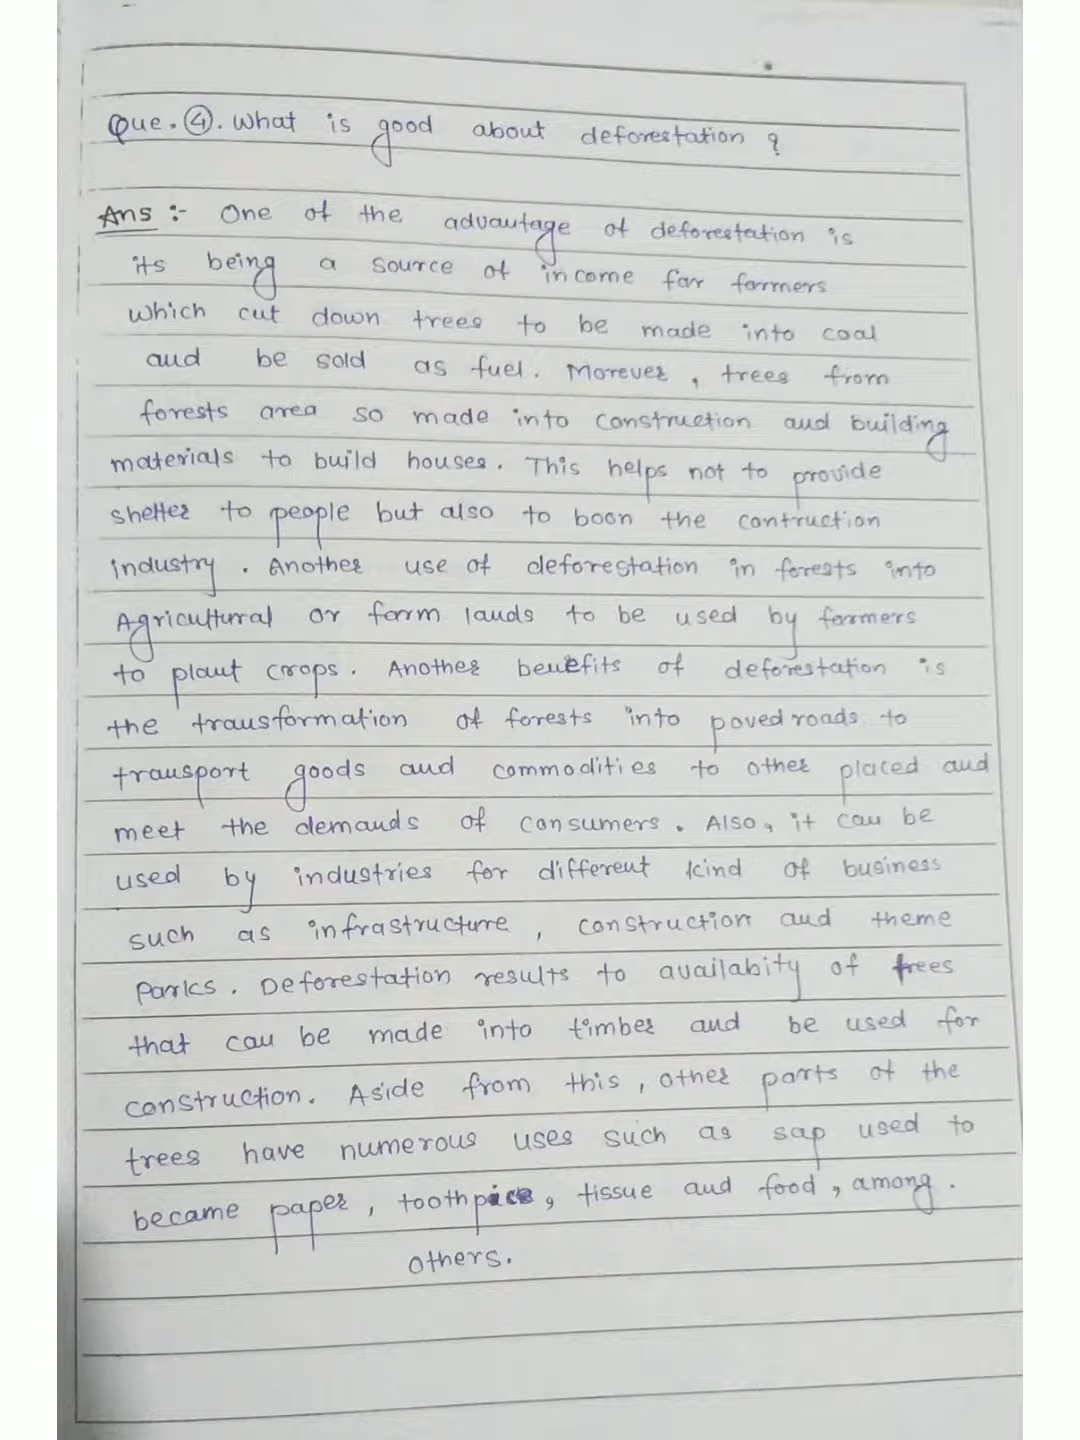 Que. ④. What is good about deforestation ?
Ans :- One of the advantage of deforestation is
its being a source of income for formers
which cut down trees to be made into coal
and be sold as fuel. Morever , trees from
forests area so made into construction and building
materials to build houses. This helps not to provide
shelter to people but also to boon the contruction
industry . Another use of deforestation in forests into
Agricultural or farm lands to be used by farmers
to plant crops. Another benefits of deforestation is
the transformation of forests into poved roads to
transport goods and commodities to other placed and
meet the demands of consumers. Also, it can be
used by industries for different kind of business
such as infrastructure , construction and theme
parks. Deforestation results to availabity of trees
that can be made into timber and be used for
construction. Aside from this , other parts of the
trees have numerous uses such as sap used to
became paper , toothpics, tissue and food , among .
others.